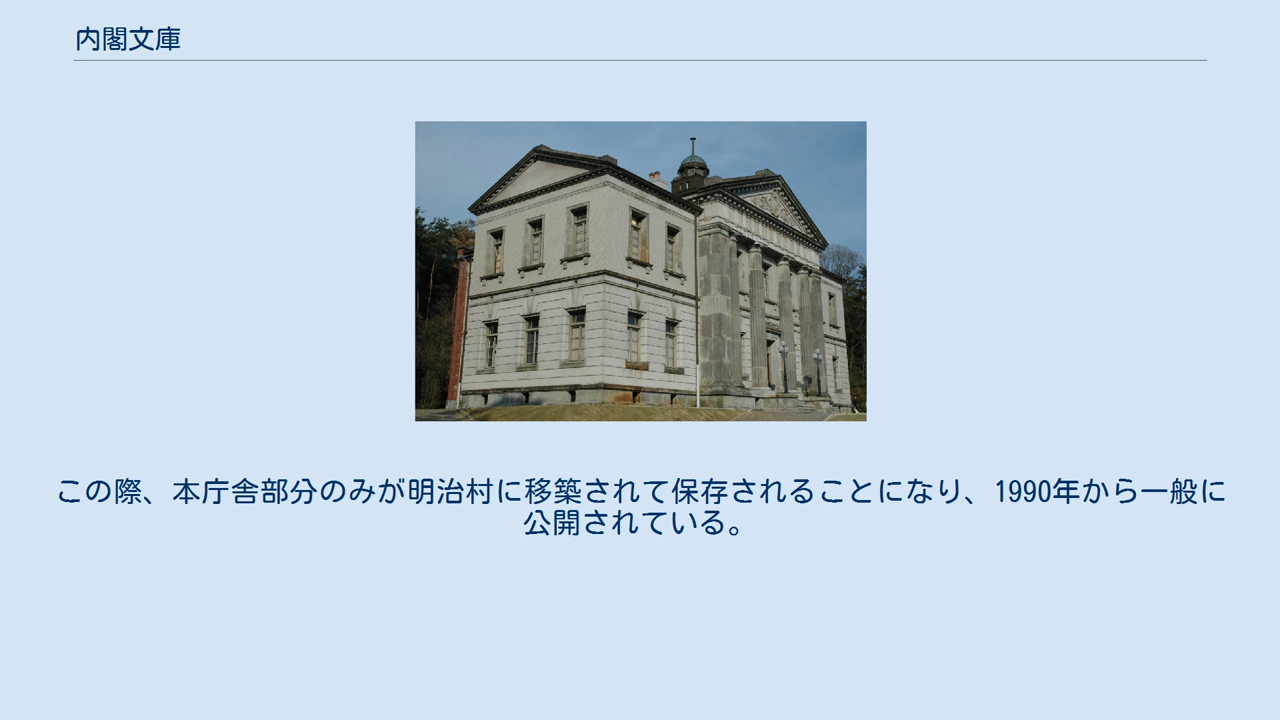 内閣文庫
この際、本庁舎部分のみが明治村に移築されて保存されることになり、1990年から一般に
公開されている。